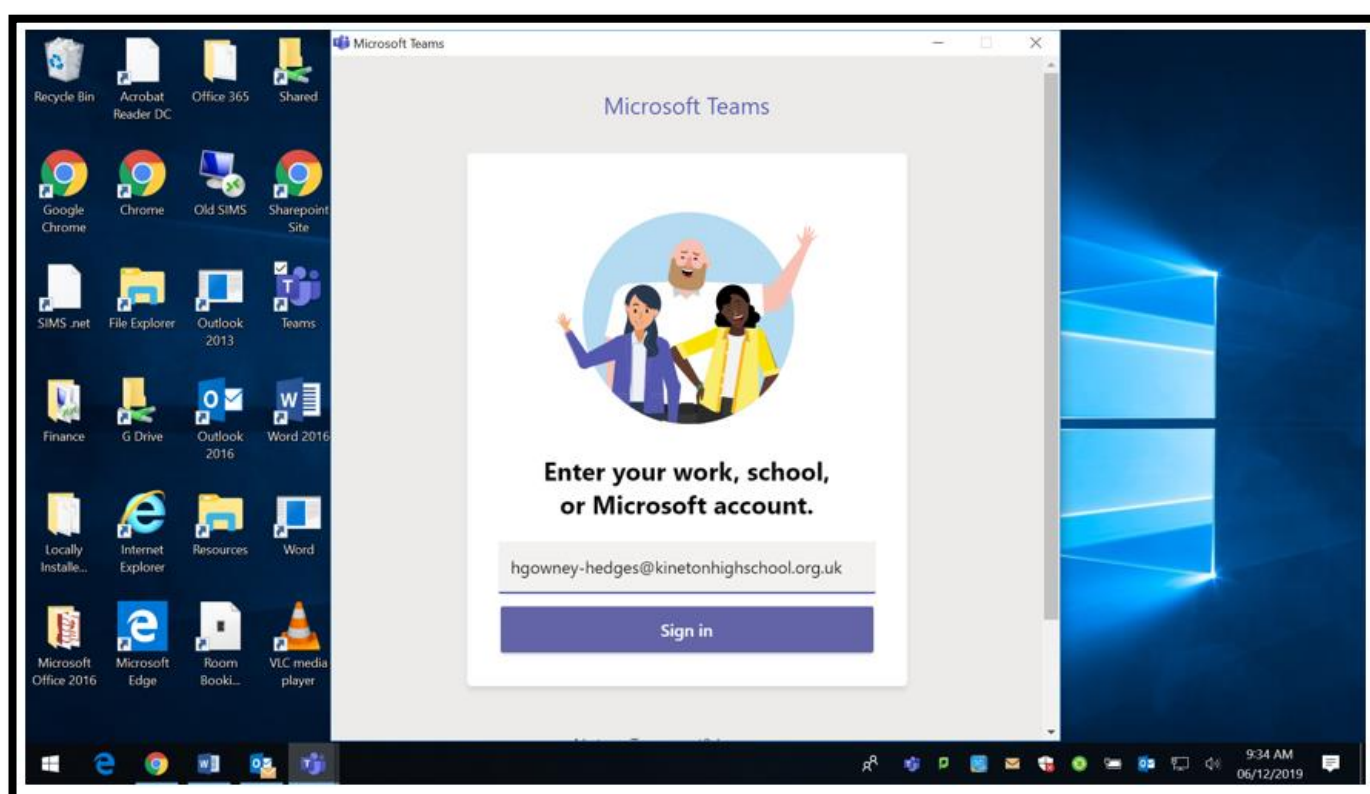 Recycle Bin
Acrobat
Reader DC
Office 365
Shared
Google
Chrome
Chrome
Old SIMS
Sharepoint
Site
SIMS .net
File Explorer
Outlook
2013
Teams
Finance
G Drive
Outlook
2016
Word 2016
Locally
Installe...
Internet
Explorer
Resources
Word
Microsoft
Office 2016
Microsoft
Edge
Room
Booki...
VLC media
player
Microsoft Teams
Microsoft Teams
Enter your work, school,
or Microsoft account.
hgowney-hedges@kinetonhighschool.org.uk
Sign in
9:34 AM
06/12/2019